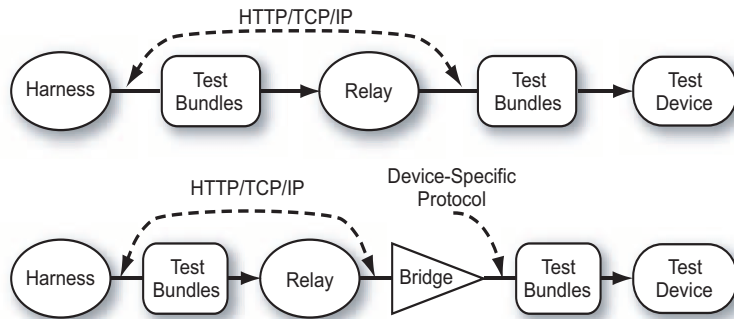 HTTP/TCP/IP
Harness
Test
Bundles
Relay
Test
Bundles
Test
Device
HTTP/TCP/IP
Device-Specific
Protocol
Harness
Test
Bundles
Relay
Bridge
Test
Bundles
Test
Device